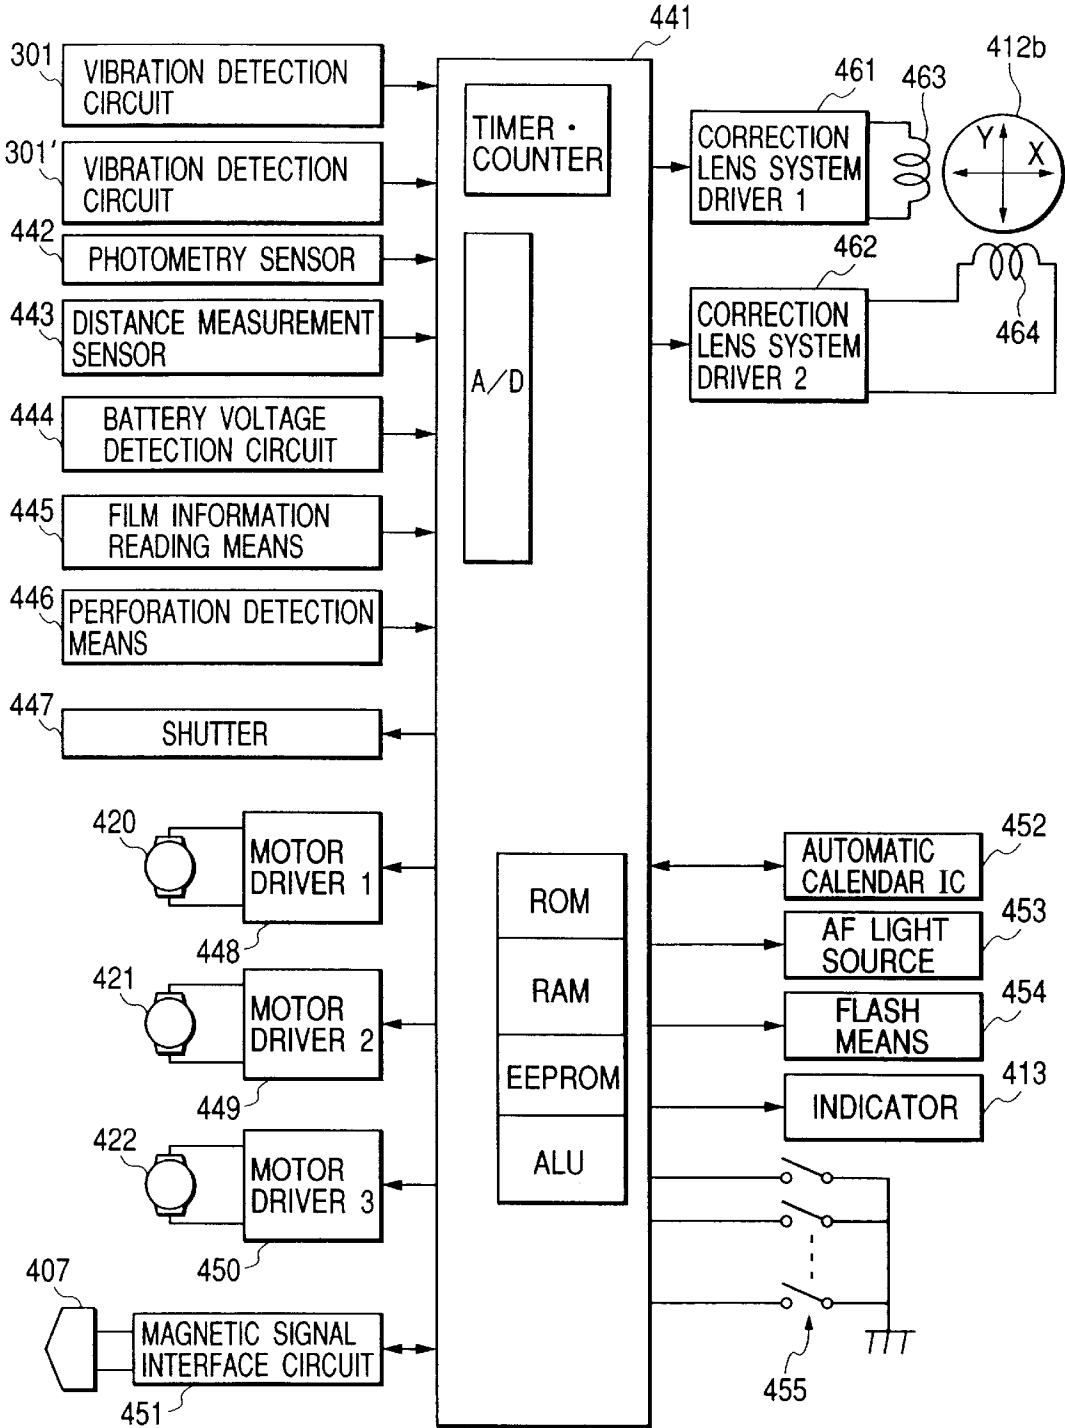 441
301
VIBRATION DETECTION
CIRCUIT
301'
VIBRATION DETECTION
CIRCUIT
442
PHOTOMETRY SENSOR
443
DISTANCE MEASUREMENT
SENSOR
444
BATTERY VOLTAGE
DETECTION CIRCUIT
445
FILM INFORMATION
READING MEANS
446
PERFORATION DETECTION
MEANS
447
SHUTTER
420
MOTOR
DRIVER 1
448
421
MOTOR
DRIVER 2
449
422
MOTOR
DRIVER 3
450
407
MAGNETIC SIGNAL
INTERFACE CIRCUIT
451
TIMER・
COUNTER
A/D
ROM
RAM
EEPROM
ALU
461
463
412b
CORRECTION
LENS SYSTEM
DRIVER 1
Y
X
462
CORRECTION
LENS SYSTEM
DRIVER 2
464
452
AUTOMATIC
CALENDAR IC
453
AF LIGHT
SOURCE
454
FLASH
MEANS
413
INDICATOR
455